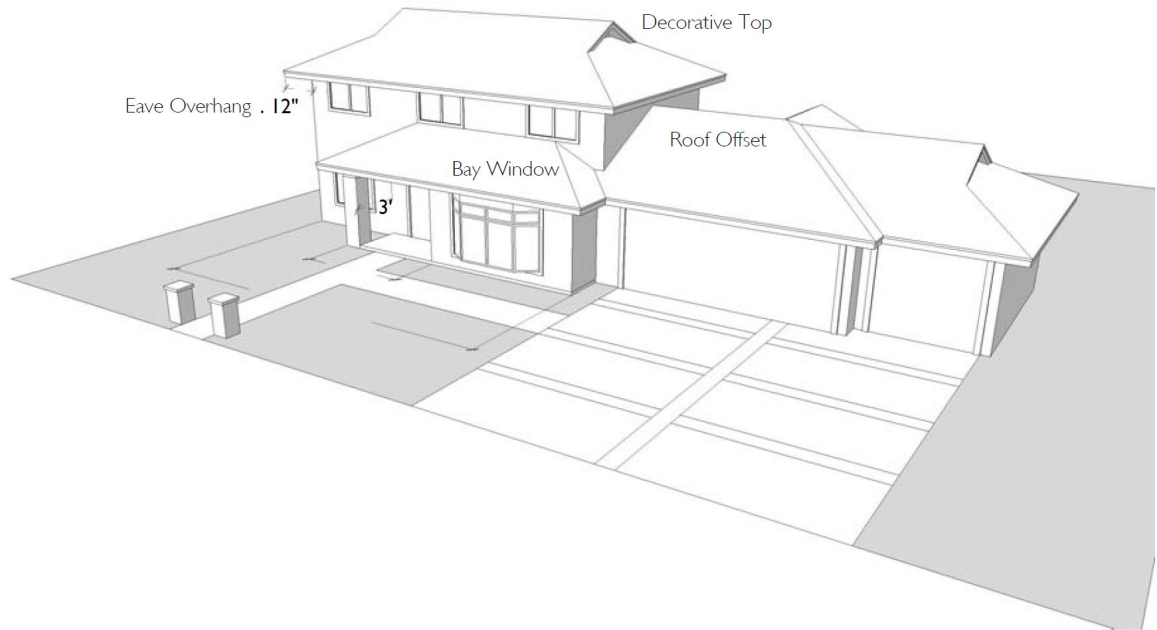 Decorative Top
Eave Overhang . 12"
Roof Offset
Bay Window
3'